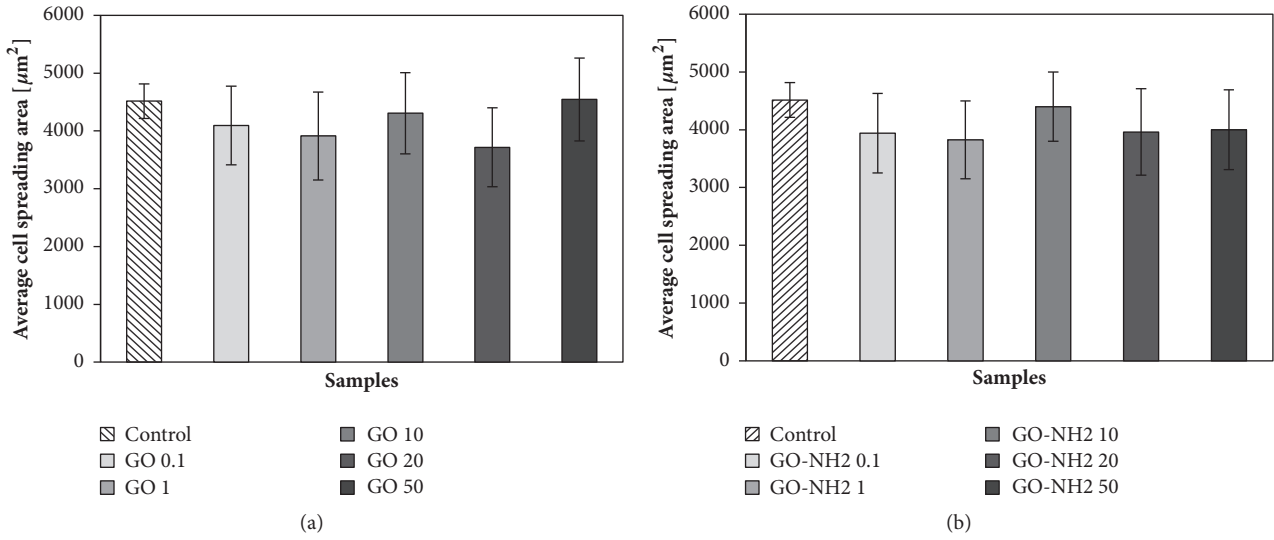 Average cell spreading area [μm²]
6000
5000
4000
3000
2000
1000
0
Samples
Control
GO 0.1
GO 1
GO 10
GO 20
GO 50
(a)
Average cell spreading area [μm²]
6000
5000
4000
3000
2000
1000
0
Samples
Control
GO-NH2 0.1
GO-NH2 1
GO-NH2 10
GO-NH2 20
GO-NH2 50
(b)